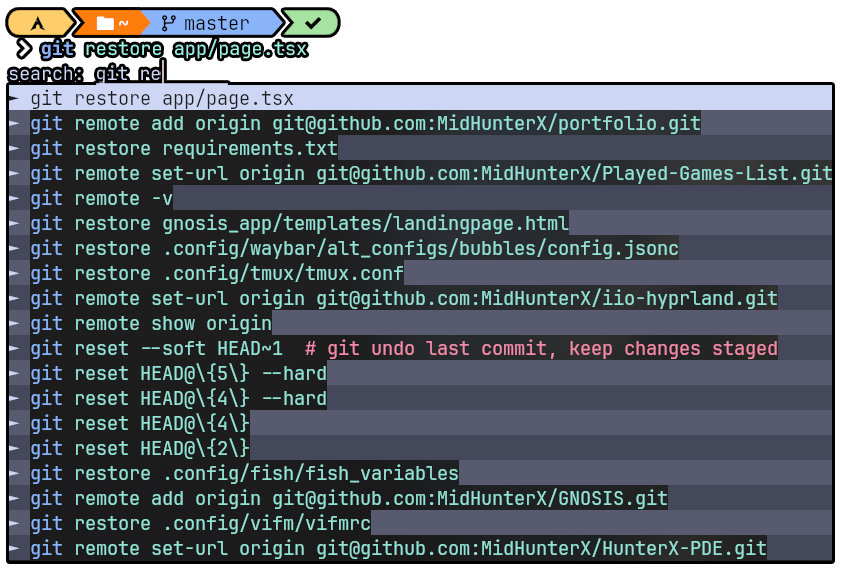 ~ master ✔
❯ git restore app/page.tsx
search: git re
► git restore app/page.tsx
► git remote add origin git@github.com:MidHunterX/portfolio.git
► git restore requirements.txt
► git remote set-url origin git@github.com:MidHunterX/Played-Games-List.git
► git remote -v
► git restore gnosis_app/templates/landingpage.html
► git restore .config/waybar/alt_configs/bubbles/config.jsonc
► git restore .config/tmux/tmux.conf
► git remote set-url origin git@github.com:MidHunterX/iio-hyprland.git
► git remote show origin
► git reset --soft HEAD~1  # git undo last commit, keep changes staged
► git reset HEAD@\{5\} --hard
► git reset HEAD@\{4\} --hard
► git reset HEAD@\{4\}
► git reset HEAD@\{2\}
► git restore .config/fish/fish_variables
► git remote add origin git@github.com:MidHunterX/GNOSIS.git
► git restore .config/vifm/vifmrc
► git remote set-url origin git@github.com:MidHunterX/HunterX-PDE.git